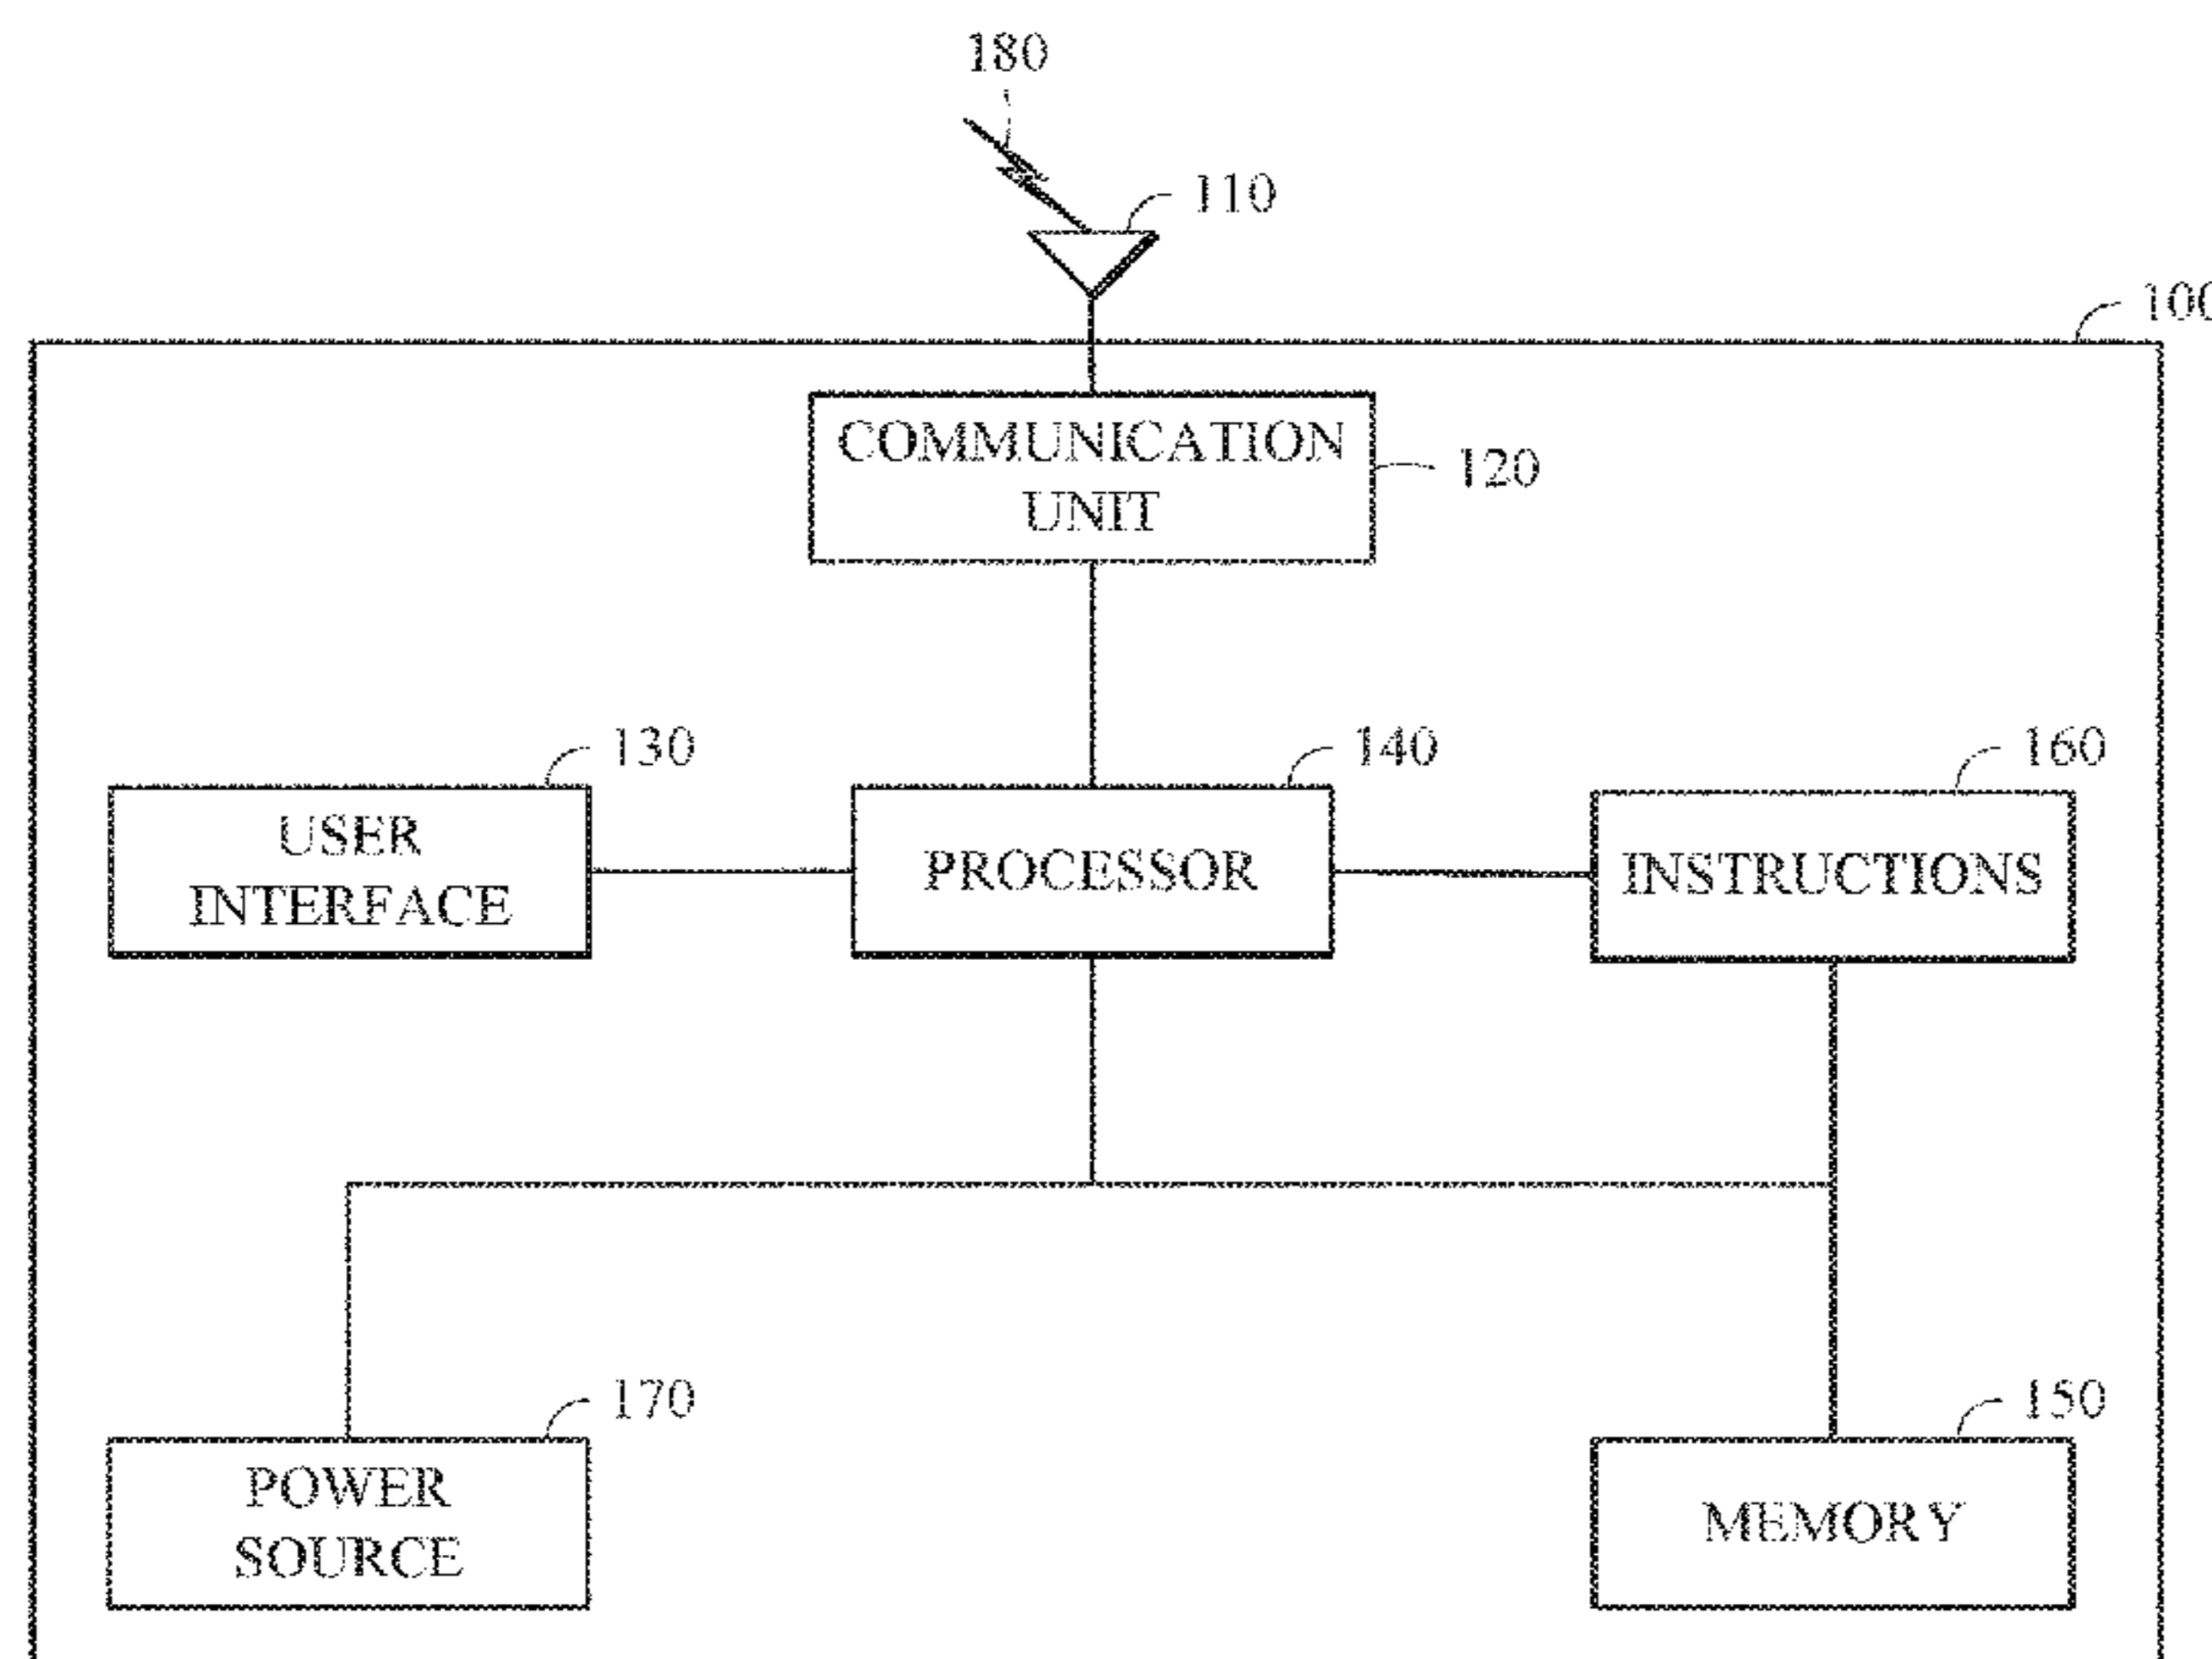 180
110
100
COMMUNICATION
UNIT
120
130
140
160
USER
INTERFACE
PROCESSOR
INSTRUCTIONS
170
150
POWER
SOURCE
MEMORY